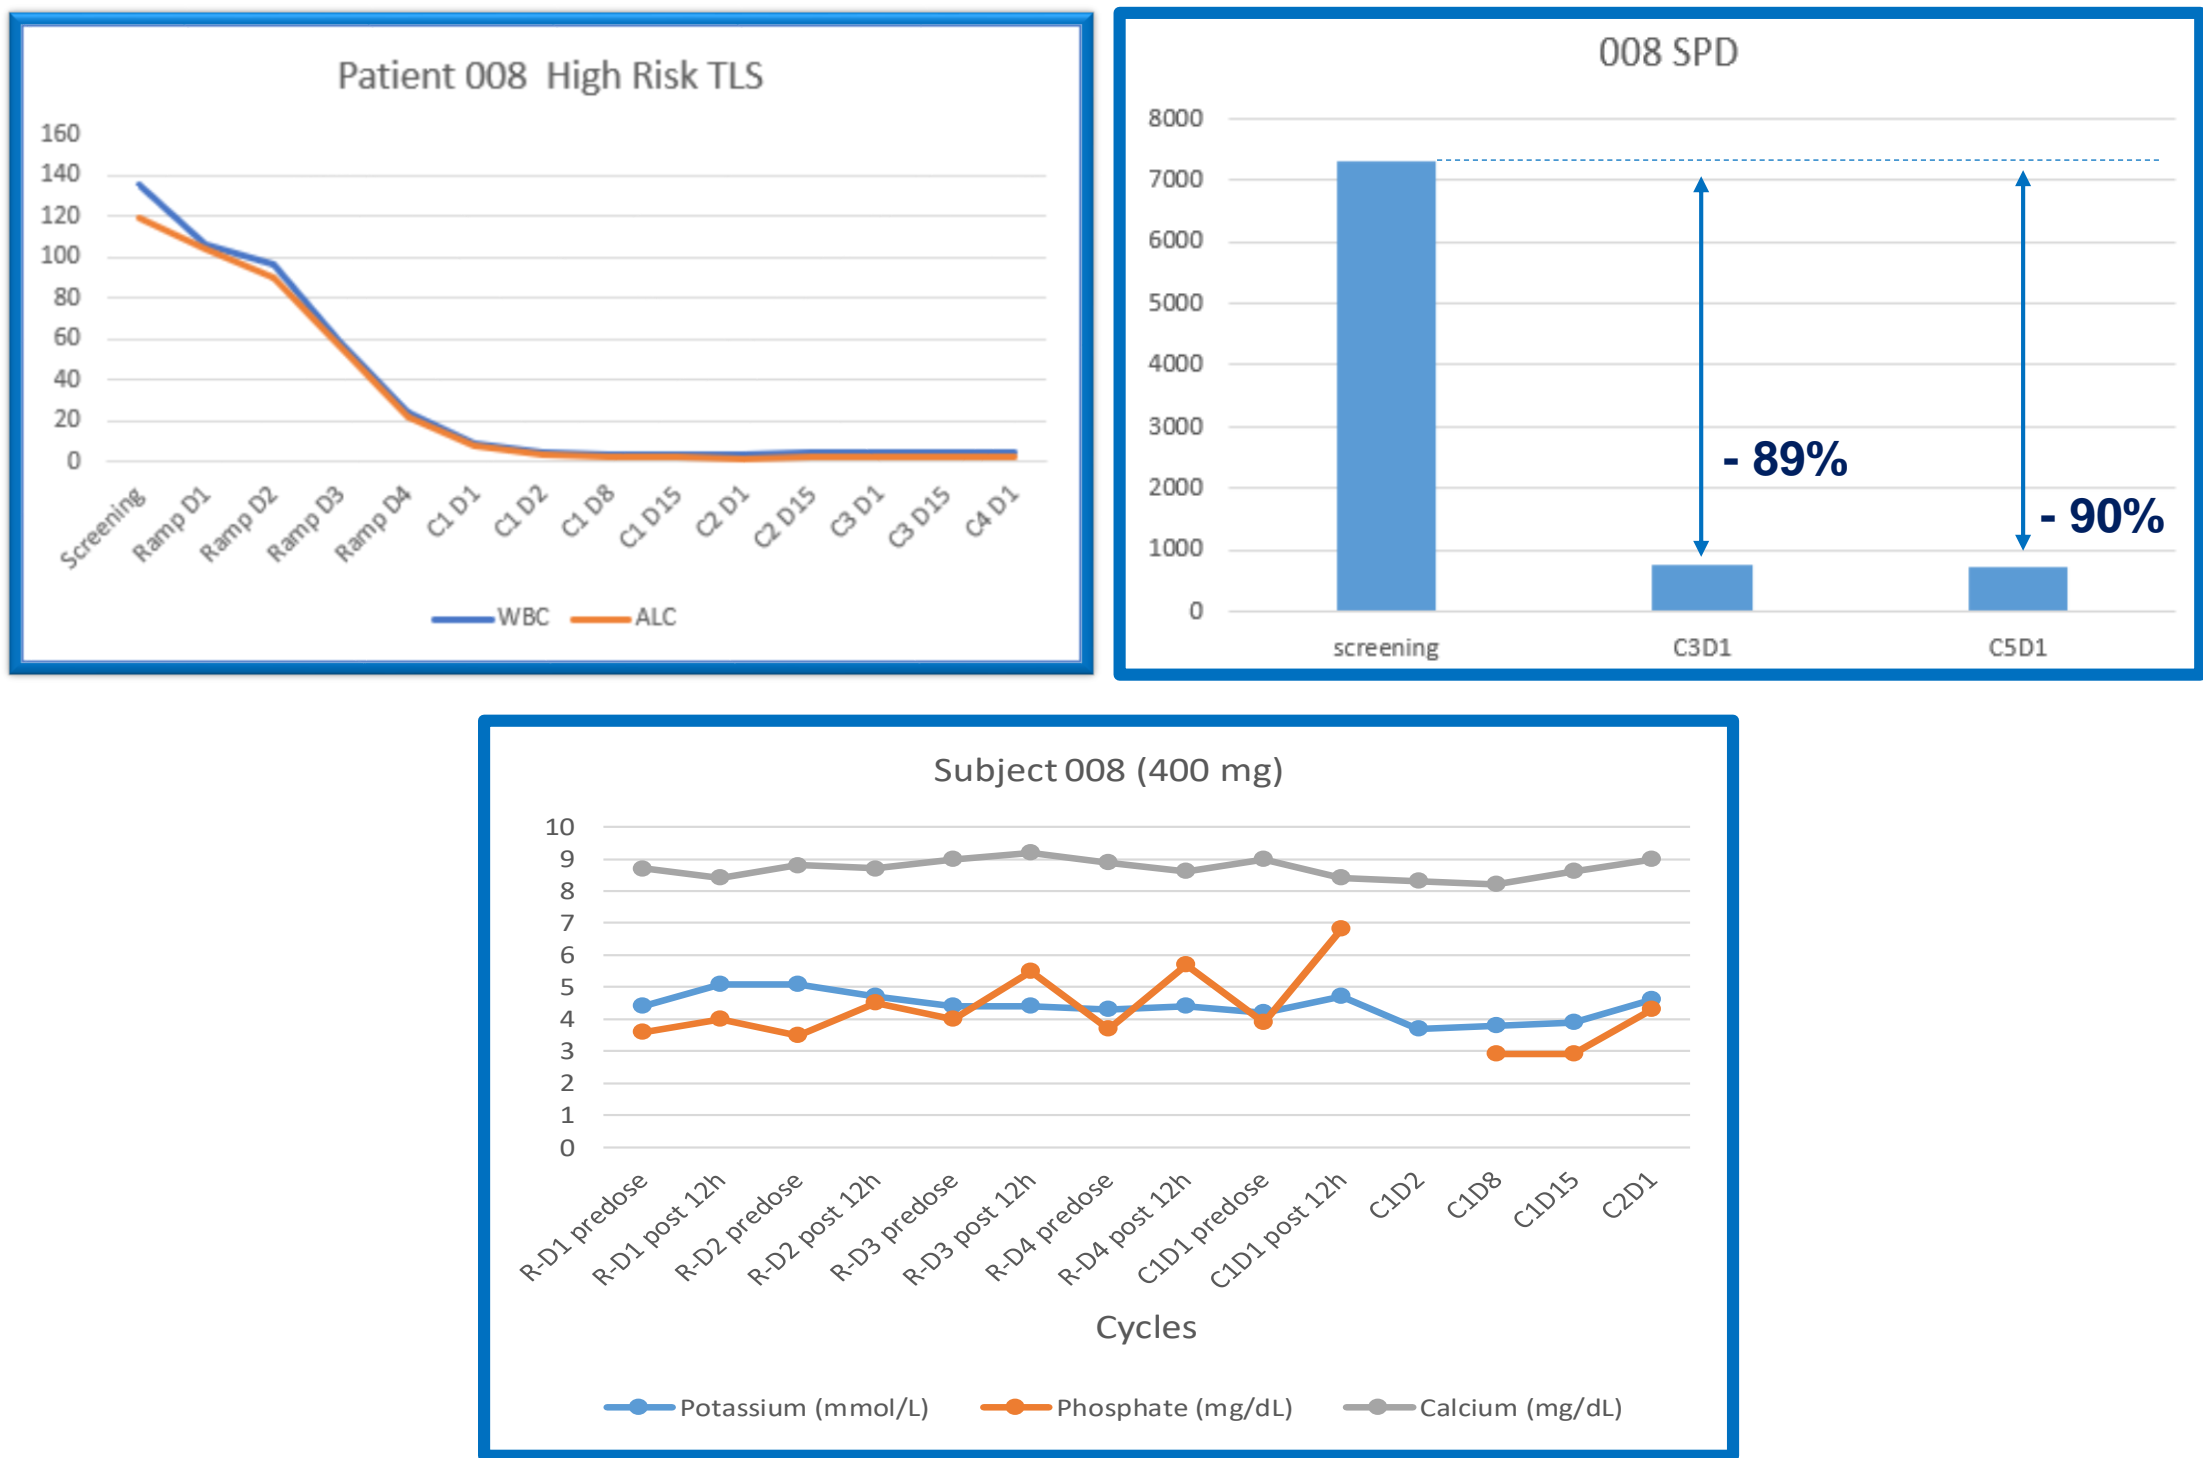 Patient 008  High Risk TLS
160
140
120
100
80
60
40
20
0
Screening
Ramp D1
Ramp D2
Ramp D3
Ramp D4
C1 D1
C1 D2
C1 D8
C1 D15
C2 D1
C2 D15
C3 D1
C3 D15
C4 D1
WBC
ALC
008 SPD
8000
7000
6000
5000
4000
3000
2000
1000
0
- 89%
- 90%
screening
C3D1
C5D1
Subject 008 (400 mg)
10
9
8
7
6
5
4
3
2
1
0
R-D1 predose
R-D1 post 12h
R-D2 predose
R-D2 post 12h
R-D3 predose
R-D3 post 12h
R-D4 predose
R-D4 post 12h
C1D1 predose
C1D1 post 12h
C1D2
C1D8
C1D15
C2D1
Cycles
Potassium (mmol/L)
Phosphate (mg/dL)
Calcium (mg/dL)